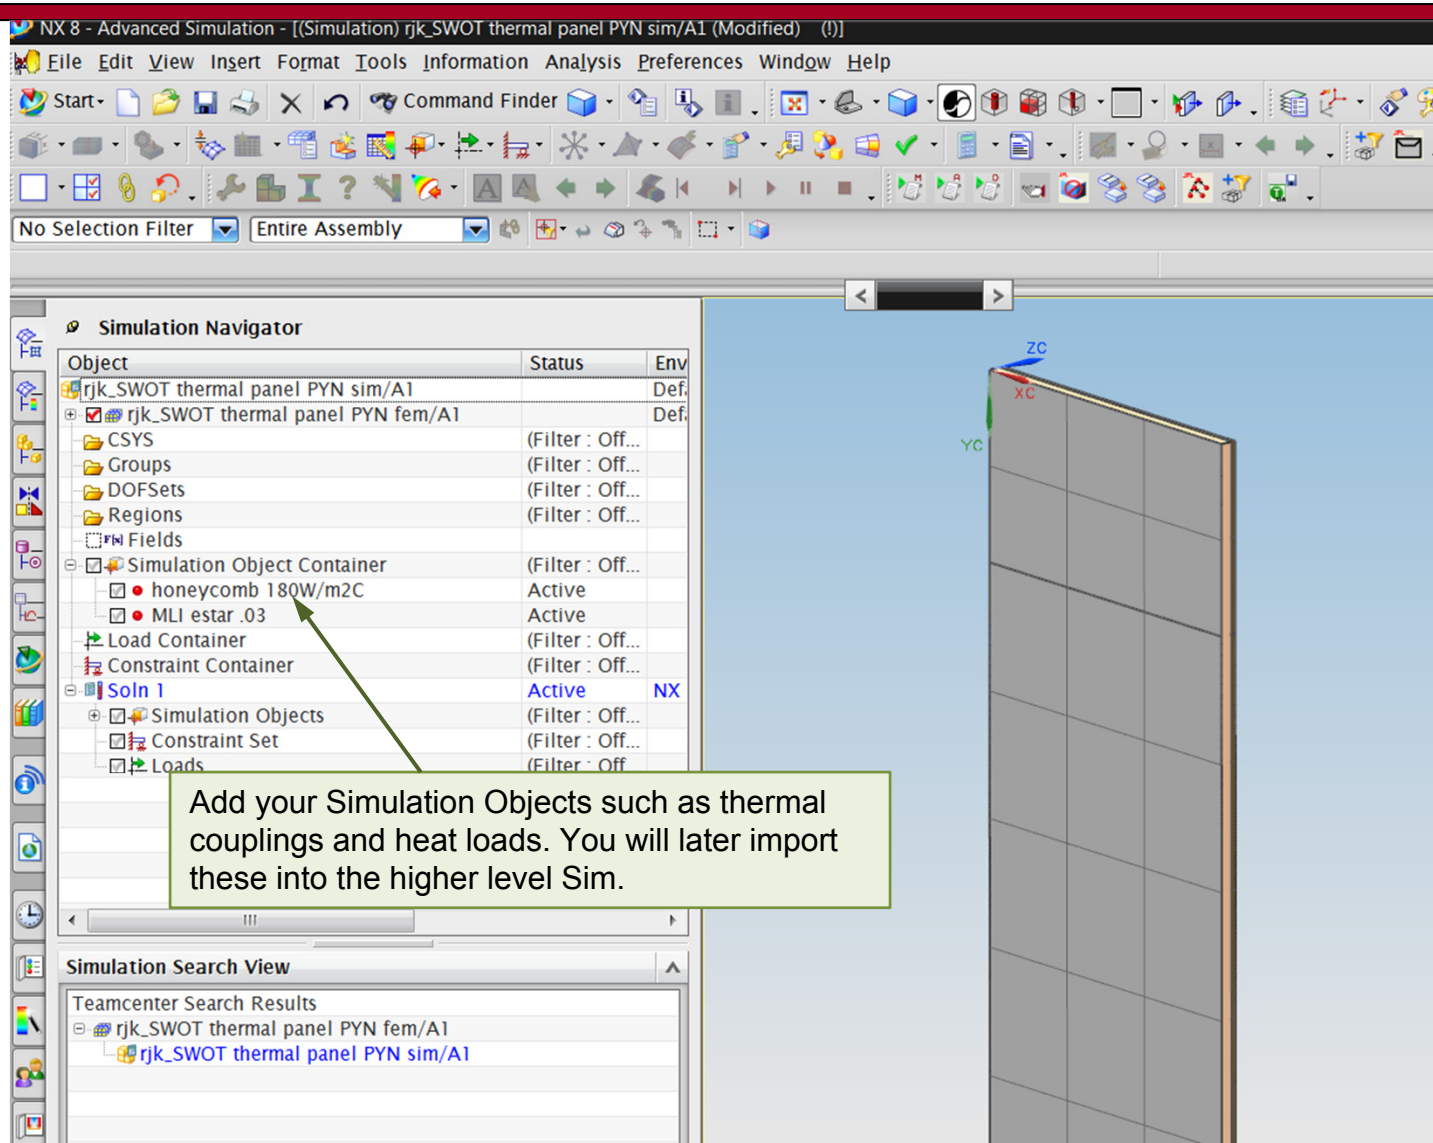 NX 8 - Advanced Simulation - [(Simulation) rjk_SWOT thermal panel PYN sim/A1 (Modified) (!)]
File Edit View Insert Format Tools Information Analysis Preferences Window Help
Start Command Finder
No Selection Filter Entire Assembly
Simulation Navigator
Object Status Env
rjk_SWOT thermal panel PYN sim/A1 Def
rjk_SWOT thermal panel PYN fem/A1 Def
CSYS (Filter : Off...
Groups (Filter : Off...
DOFSets (Filter : Off...
Regions (Filter : Off...
F(x) Fields
Simulation Object Container (Filter : Off...
honeycomb 180W/m2C Active
MLI estar .03 Active
Load Container (Filter : Off...
Constraint Container (Filter : Off...
Soln 1 Active NX
Simulation Objects (Filter : Off...
Constraint Set (Filter : Off...
Loads (Filter : Off
Add your Simulation Objects such as thermal
couplings and heat loads. You will later import
these into the higher level Sim.
Simulation Search View
Teamcenter Search Results
rjk_SWOT thermal panel PYN fem/A1
rjk_SWOT thermal panel PYN sim/A1
ZC
XC
YC